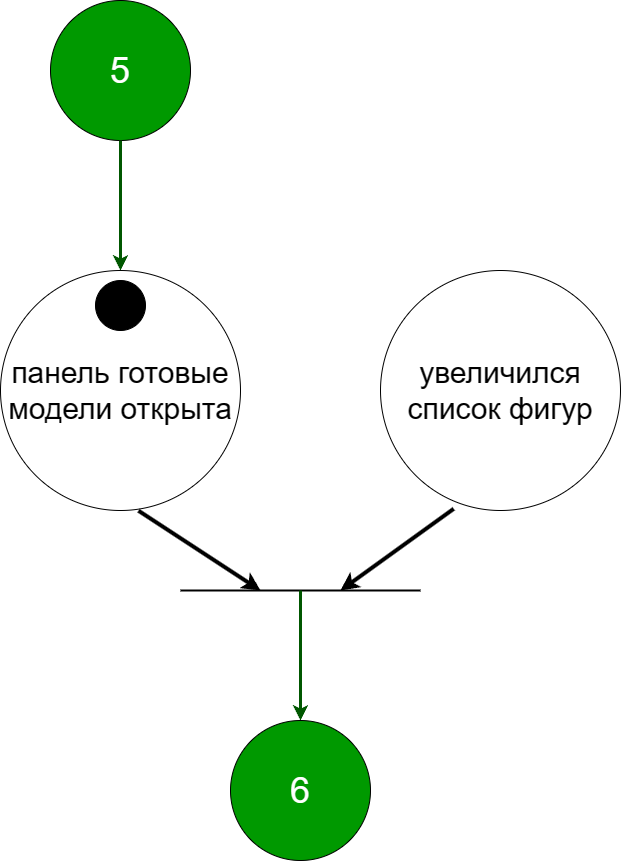 5
панель готовые
модели открыта
увеличился
список фигур
6